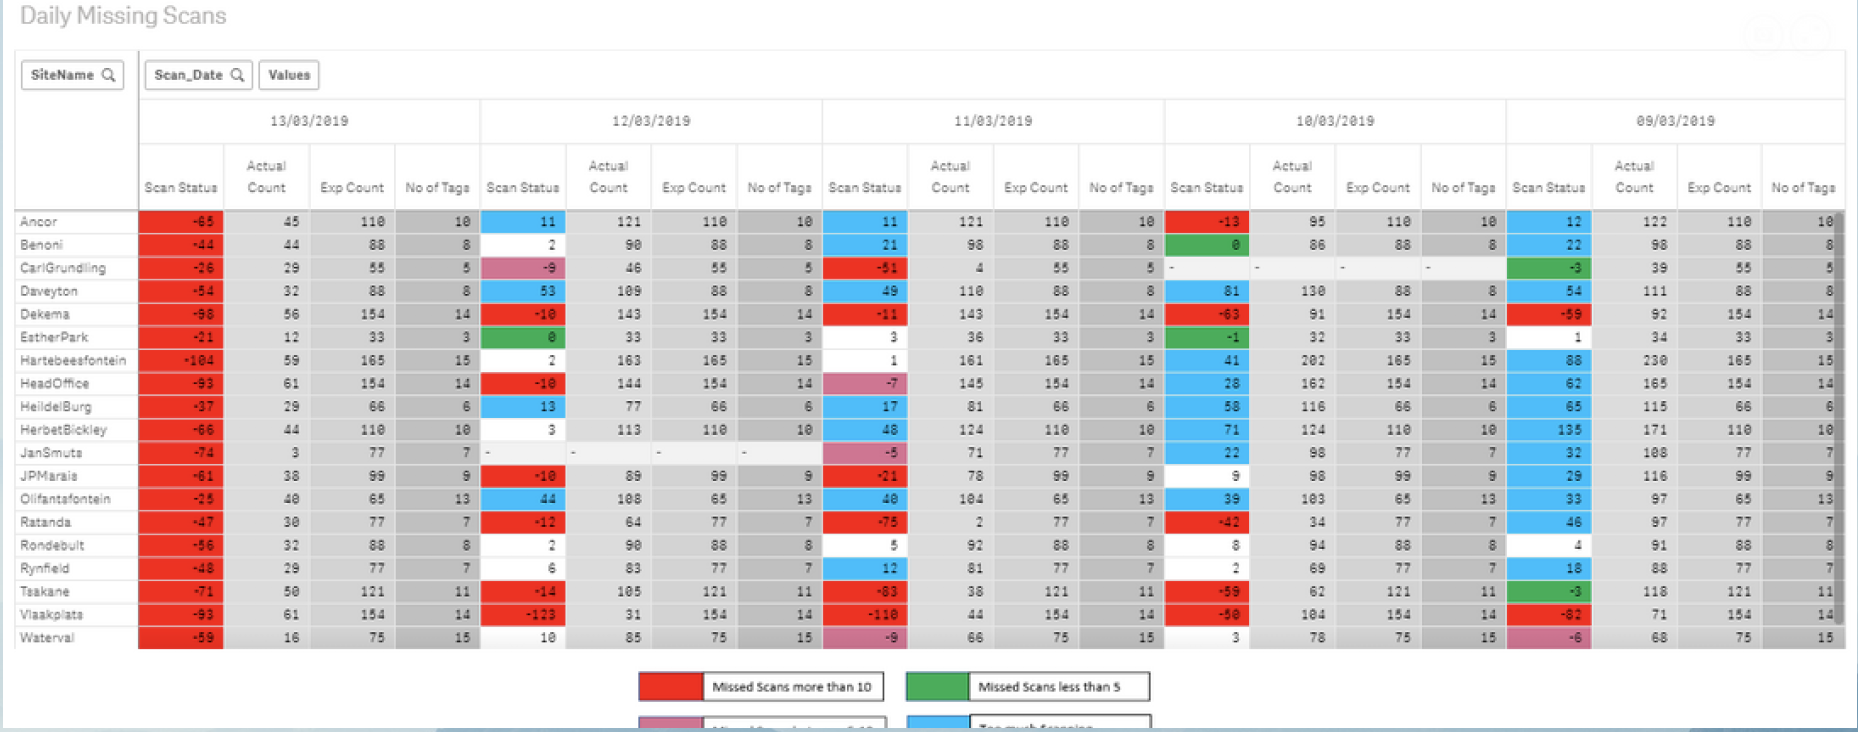 Daily Missing Scans
SiteName Scan_Date Values
13/03/2019 12/03/2019 11/03/2019 10/03/2019 09/03/2019
Scan Status Actual Count Exp Count No of Tags Scan Status Actual Count Exp Count No of Tags Scan Status Actual Count Exp Count No of Tags Scan Status Actual Count Exp Count No of Tags Scan Status Actual Count Exp Count No of Tags
Ancor -65 45 110 10 11 121 110 10 11 121 110 10 -13 95 110 10 12 122 110 10
Benoni -44 44 88 8 2 90 88 8 21 98 88 8 0 86 88 8 22 98 88 8
CarlGrundling -26 29 55 5 -9 46 55 5 -51 4 55 5 - - - - -3 39 55 5
Daveyton -54 32 88 8 53 109 88 8 49 110 88 8 81 130 88 8 54 111 88 8
Dekema -98 56 154 14 -10 143 154 14 -11 143 154 14 -63 91 154 14 -59 92 154 14
EstherPark -21 12 33 3 0 33 33 3 3 36 33 3 -1 32 33 3 1 34 33 3
Hartebeesfontein -104 59 165 15 2 163 165 15 1 161 165 15 41 202 165 15 88 230 165 15
HeadOffice -93 61 154 14 -10 144 154 14 -7 145 154 14 28 162 154 14 62 165 154 14
HeildelBurg -37 29 66 6 13 77 66 6 17 81 66 6 58 116 66 6 65 115 66 6
HerbetBickley -66 44 110 10 3 113 110 10 48 124 110 10 71 124 110 10 135 171 110 10
JanSmuts -74 3 77 7 - - - - -5 71 77 7 22 98 77 7 32 108 77 7
JPMarais -61 38 99 9 -10 89 99 9 -21 78 99 9 9 98 99 9 29 116 99 9
Olifantsfontein -25 40 65 13 44 108 65 13 40 104 65 13 39 103 65 13 33 97 65 13
Ratanda -47 30 77 7 -12 64 77 7 -75 2 77 7 -42 34 77 7 46 97 77 7
Rondebult -56 32 88 8 2 90 88 8 5 92 88 8 8 94 88 8 4 91 88 8
Rynfield -48 29 77 7 6 83 77 7 12 81 77 7 2 69 77 7 18 88 77 7
Tsakane -71 50 121 11 -14 105 121 11 -83 38 121 11 -59 62 121 11 -3 118 121 11
Vlaakplats -93 61 154 14 -123 31 154 14 -110 44 154 14 -50 104 154 14 -82 71 154 14
Waterval -59 16 75 15 10 85 75 15 -9 66 75 15 3 78 75 15 -6 68 75 15
Missed Scans more than 10 Missed Scans less than 5